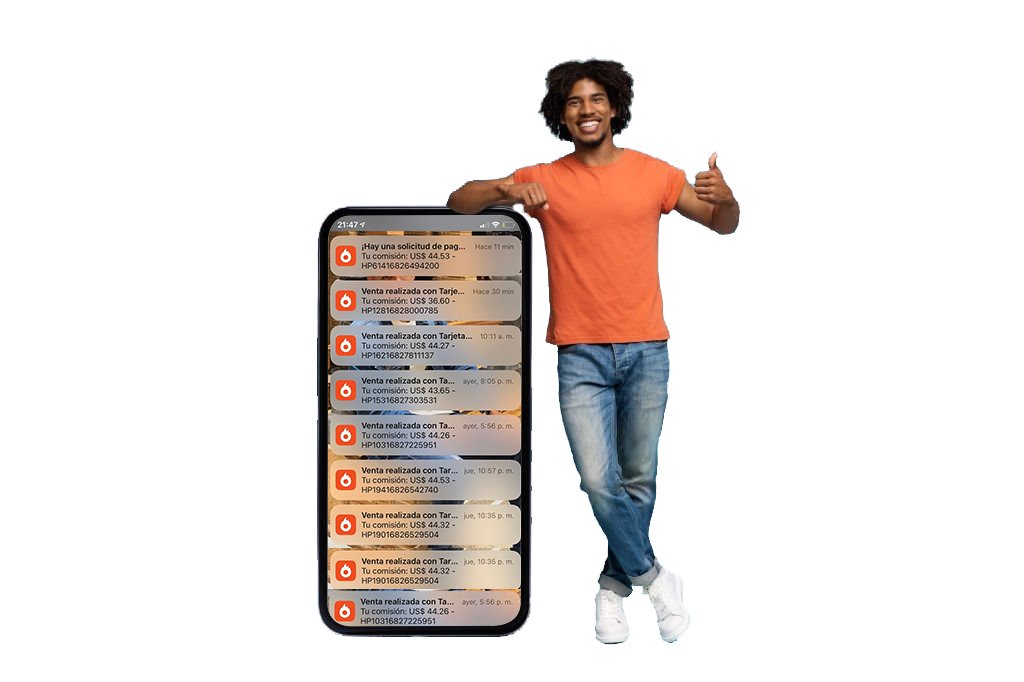 21:47
¡Hay una solicitud de pag... Hace 11 min
Tu comisión: US$ 44.53 -
HP61416826494200
Venta realizada con Tarje... Hace 30 min
Tu comisión: US$ 36.60 -
HP12816828000785
Venta realizada con Tarjeta... 10:11 a. m.
Tu comisión: US$ 44.27 -
HP16216827811137
Venta realizada con Ta... ayer, 8:05 p. m.
Tu comisión: US$ 43.65 -
HP15316827303531
Venta realizada con Ta... ayer, 5:56 p. m.
Tu comisión: US$ 44.26 -
HP10316827225951
Venta realizada con Tar... jue, 10:57 p. m.
Tu comisión: US$ 44.53 -
HP19416826542740
Venta realizada con Tar... jue, 10:35 p. m.
Tu comisión: US$ 44.32 -
HP19016826529504
Venta realizada con Tar... jue, 10:35 p. m.
Tu comisión: US$ 44.32 -
HP19016826529504
Venta realizada con Ta... ayer, 5:56 p. m.
Tu comisión: US$ 44.26 -
HP10316827225951